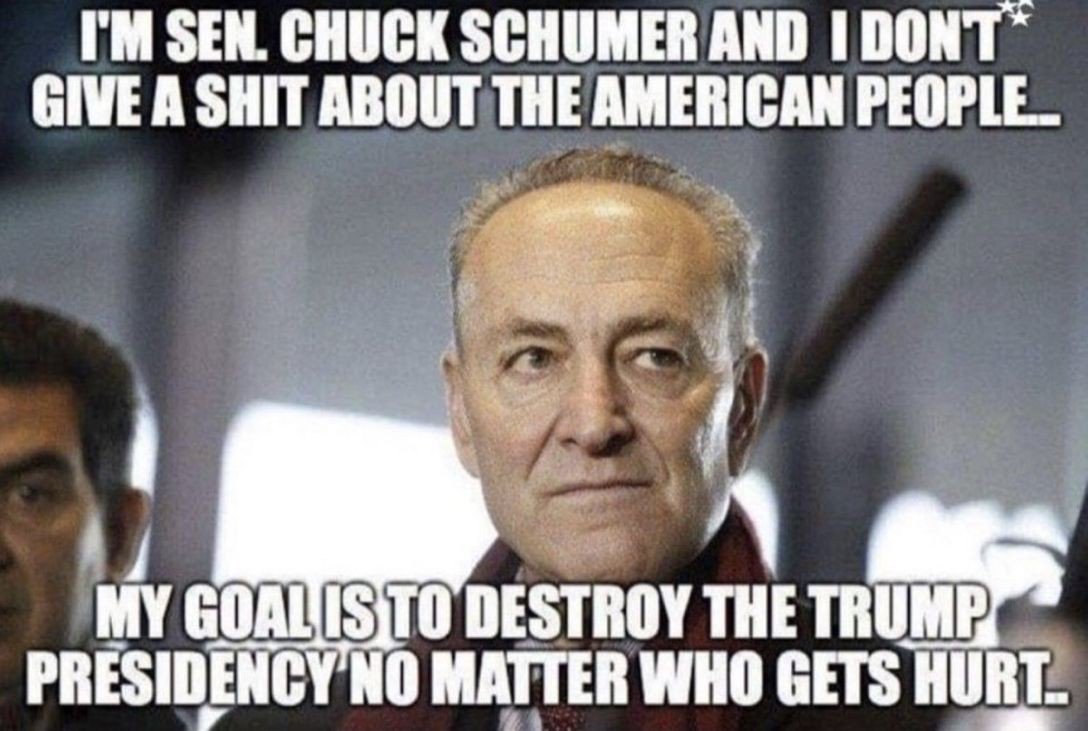 I'M SEN. CHUCK SCHUMER AND I DON'T
GIVE A SHIT ABOUT THE AMERICAN PEOPLE...
MY GOAL IS TO DESTROY THE TRUMP
PRESIDENCY NO MATTER WHO GETS HURT..